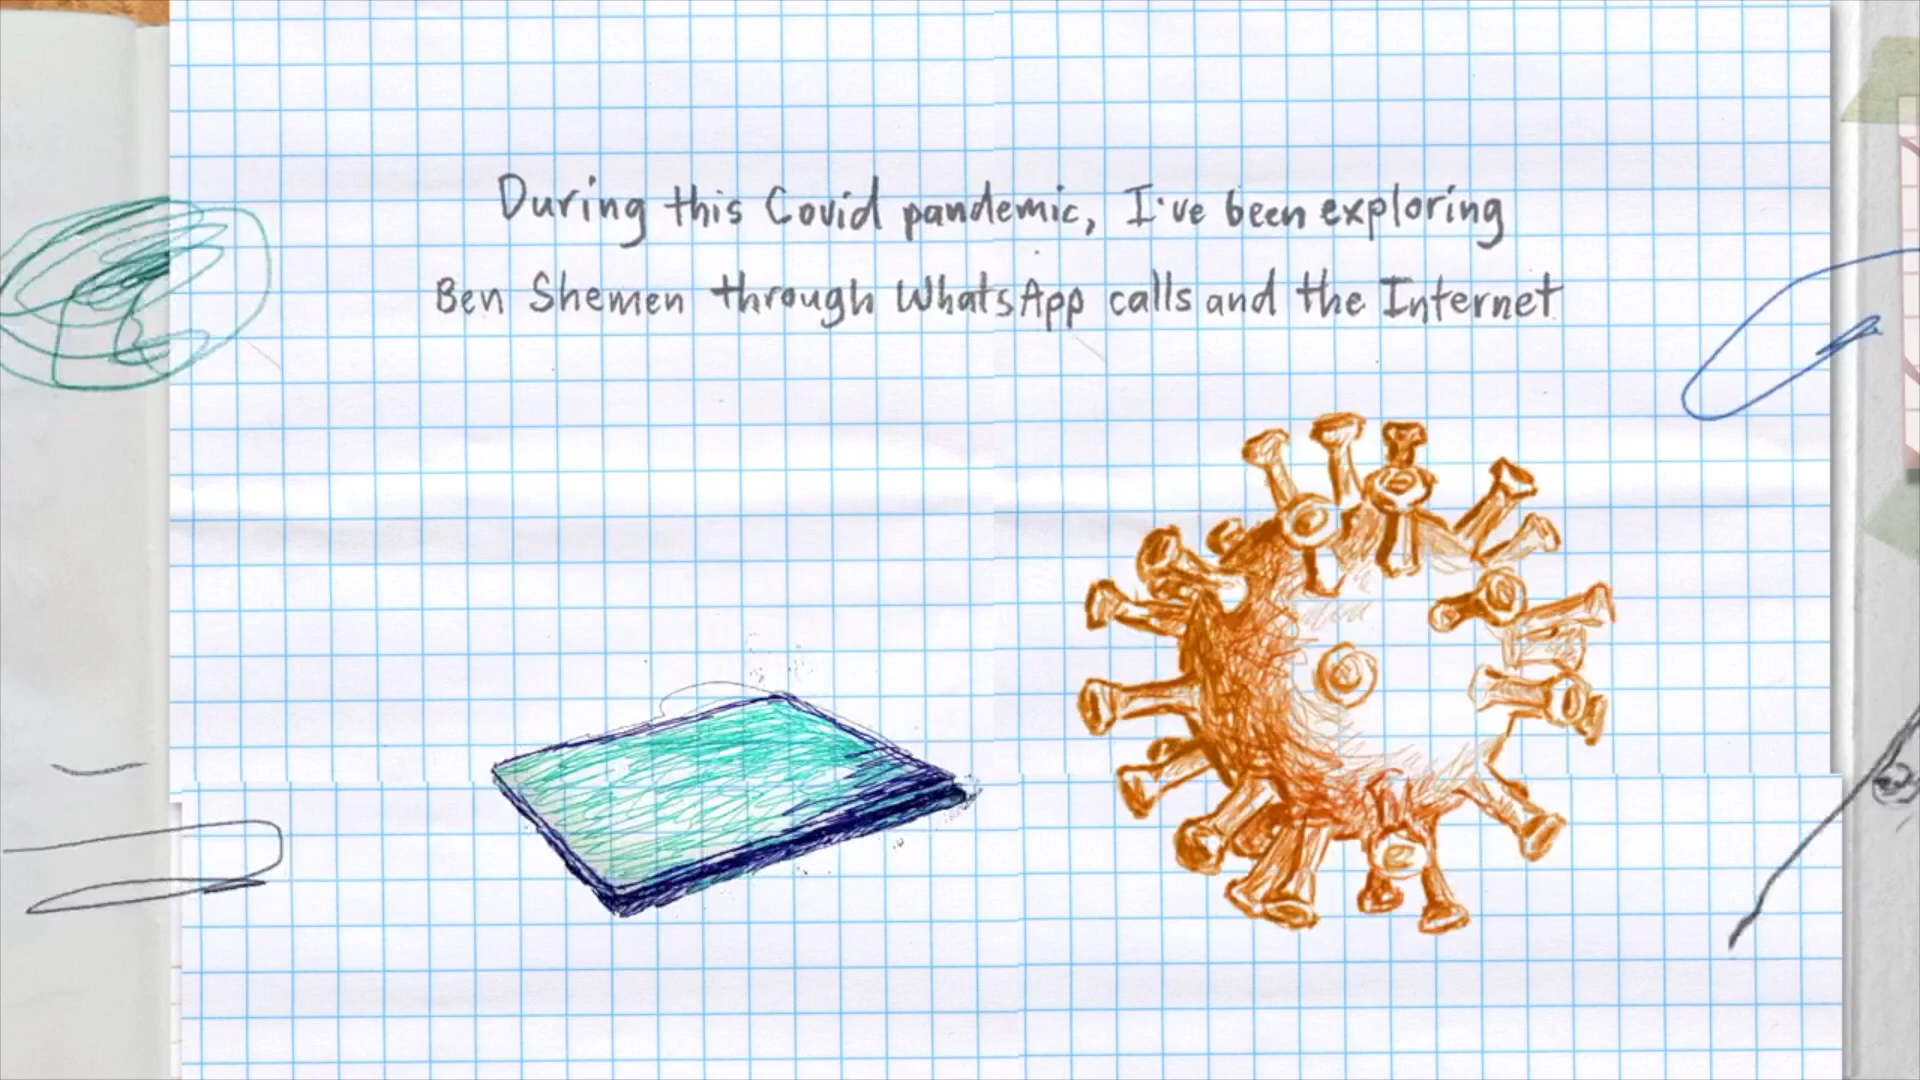 During this Covid pandemic, I've been exploring
Ben Shemen through WhatsApp calls and the Internet